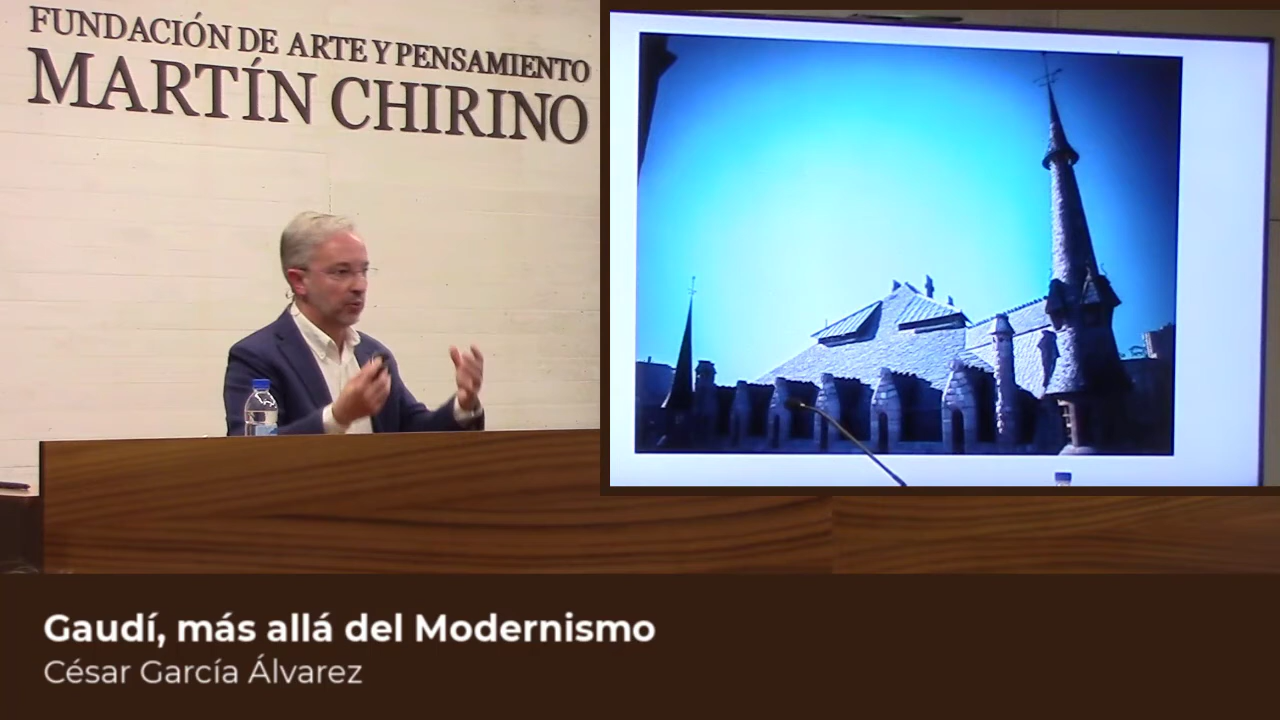 FUNDACIÓN DE ARTE Y PENSAMIENTO
MARTÍN CHIRINO
Gaudí, más allá del Modernismo
César García Álvarez